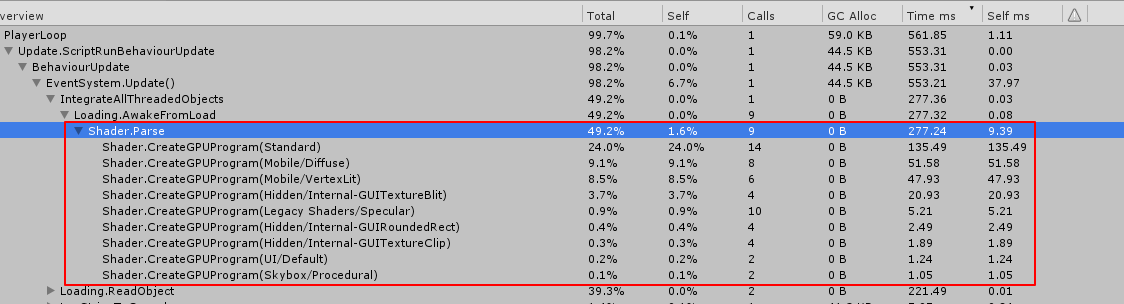 verview Total Self Calls GC Alloc Time ms Self ms
PlayerLoop 99.7% 0.1% 1 59.0 KB 561.85 1.11
Update.ScriptRunBehaviourUpdate 98.2% 0.0% 1 44.5 KB 553.31 0.00
BehaviourUpdate 98.2% 0.0% 1 44.5 KB 553.31 0.03
EventSystem.Update() 98.2% 6.7% 1 44.5 KB 553.21 37.97
IntegrateAllThreadedObjects 49.2% 0.0% 1 0 B 277.36 0.03
Loading.AwakeFromLoad 49.2% 0.0% 9 0 B 277.32 0.08
Shader.Parse 49.2% 1.6% 9 0 B 277.24 9.39
Shader.CreateGPUProgram(Standard) 24.0% 24.0% 14 0 B 135.49 135.49
Shader.CreateGPUProgram(Mobile/Diffuse) 9.1% 9.1% 8 0 B 51.58 51.58
Shader.CreateGPUProgram(Mobile/VertexLit) 8.5% 8.5% 6 0 B 47.93 47.93
Shader.CreateGPUProgram(Hidden/Internal-GUITextureBlit) 3.7% 3.7% 4 0 B 20.93 20.93
Shader.CreateGPUProgram(Legacy Shaders/Specular) 0.9% 0.9% 10 0 B 5.21 5.21
Shader.CreateGPUProgram(Hidden/Internal-GUIRoundedRect) 0.4% 0.4% 4 0 B 2.49 2.49
Shader.CreateGPUProgram(Hidden/Internal-GUITextureClip) 0.3% 0.3% 4 0 B 1.89 1.89
Shader.CreateGPUProgram(UI/Default) 0.2% 0.2% 2 0 B 1.24 1.24
Shader.CreateGPUProgram(Skybox/Procedural) 0.1% 0.1% 2 0 B 1.05 1.05
Loading.ReadObject 39.3% 0.0% 2 0 B 221.49 0.01